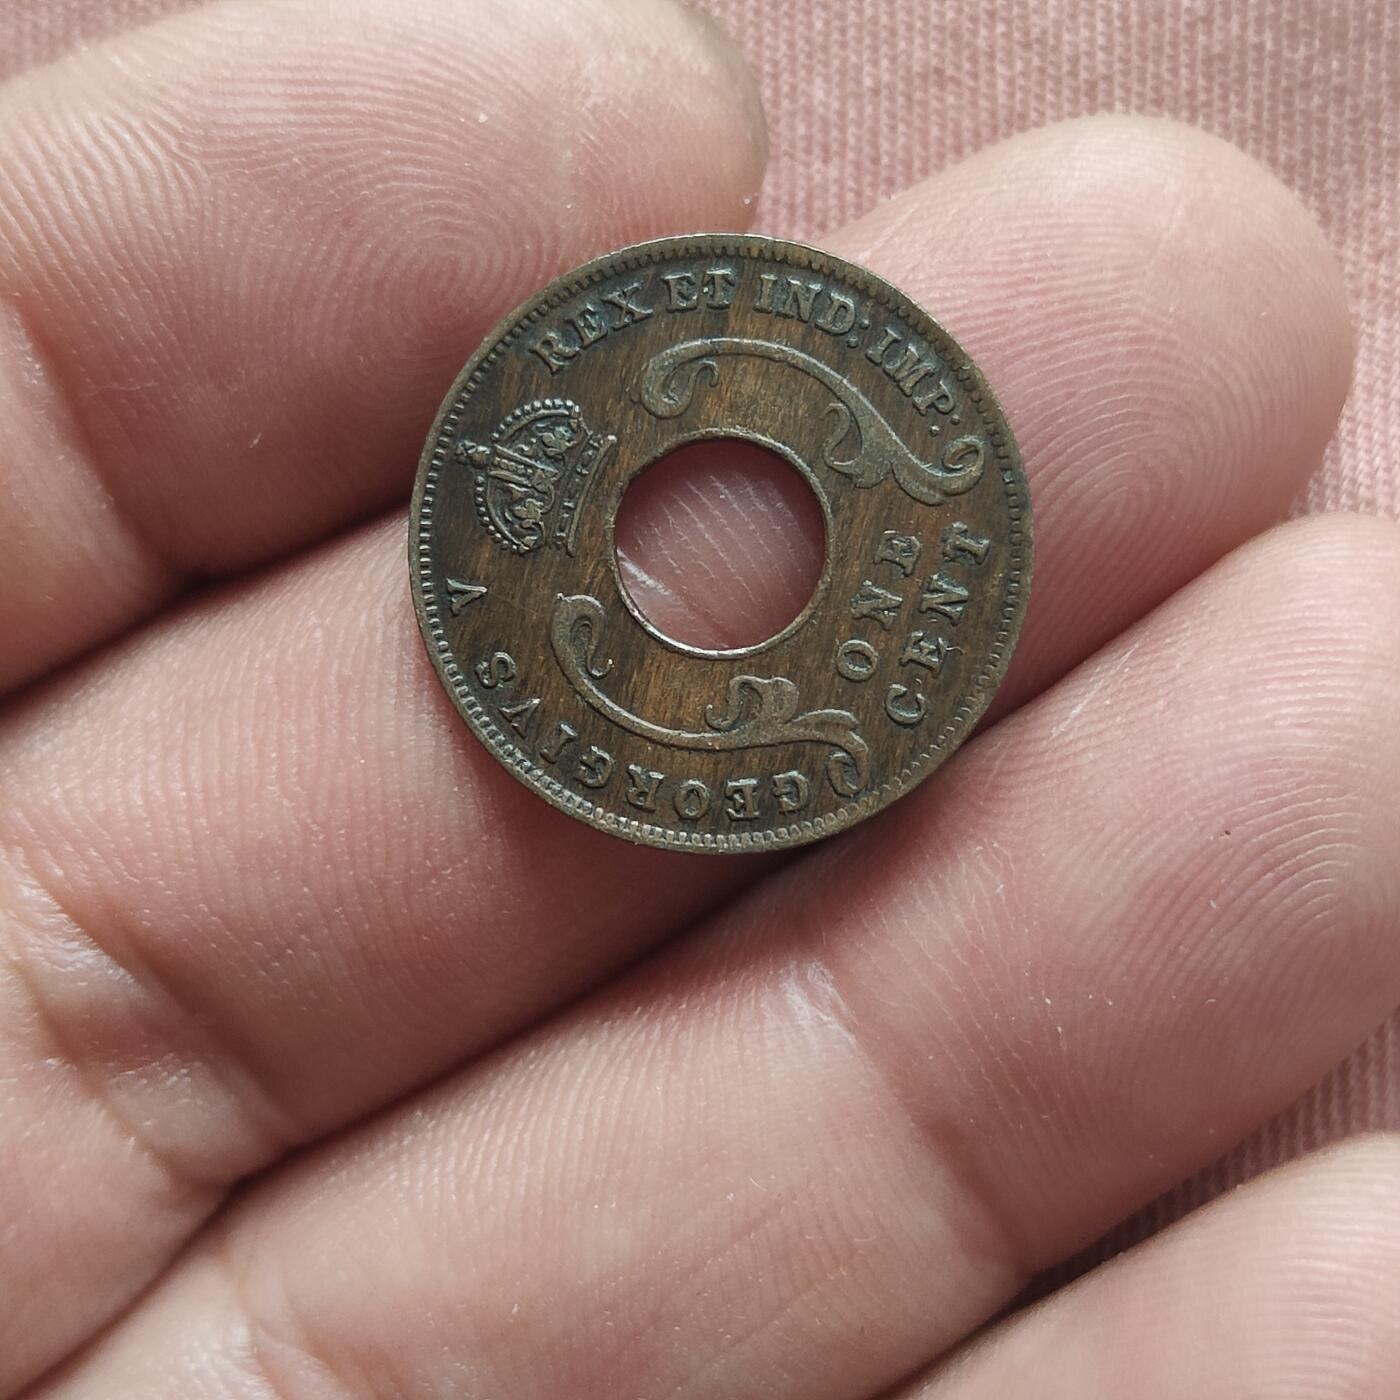 GEORGIVS V
REX ET IND: IMP:
ONE
CENT